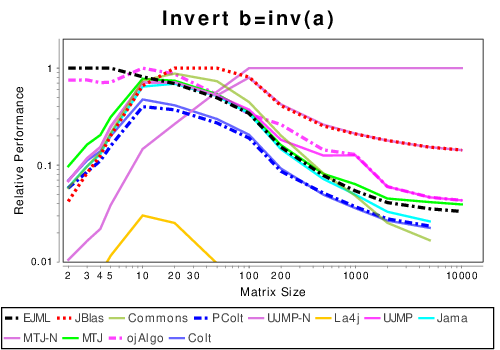 Invert b=inv(a)
Relative Performance
1
0.1
0.01
2 3 4 5 10 20 30 100 200 1000 10000
Matrix Size
EJML JBlas Commons PColt UJMP-N La4j UJMP Jama
MTJ-N MTJ ojAlgo Colt